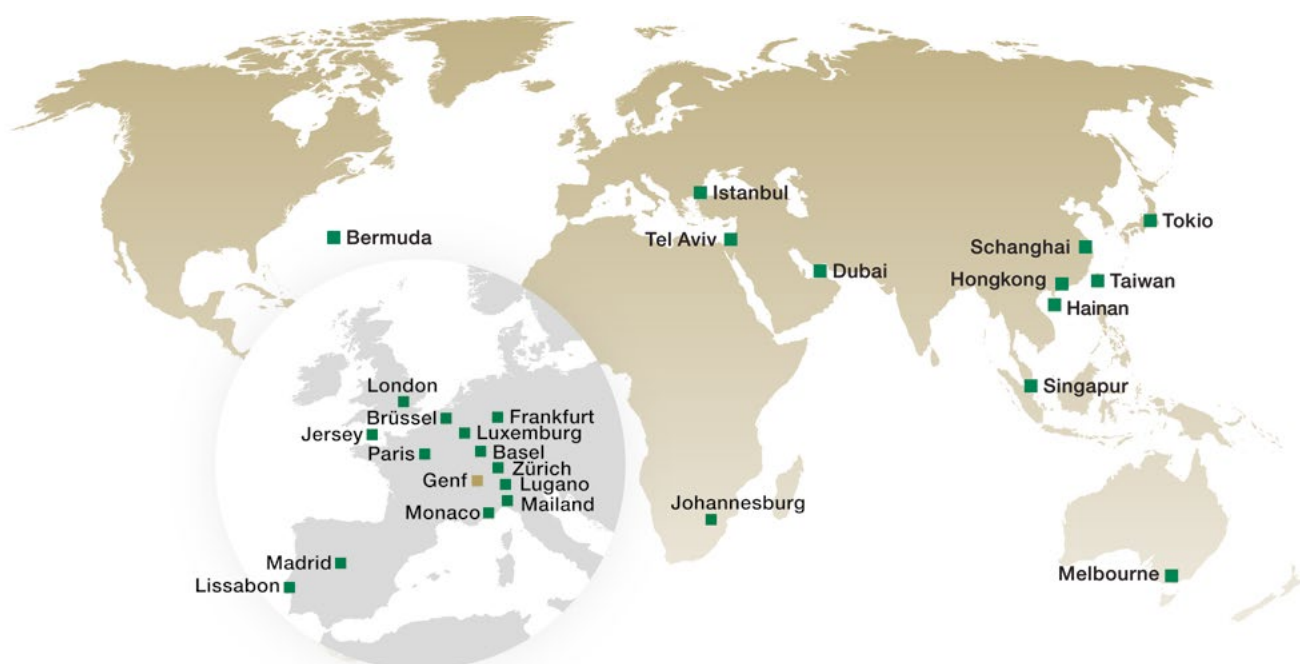 Istanbul
Bermuda
Tel Aviv
Dubai
Tokio
Schanghai
Hongkong
Taiwan
Hainan
Singapur
Johannesburg
Melbourne
London
Brüssel
Frankfurt
Jersey
Luxemburg
Paris
Basel
Zürich
Genf
Lugano
Mailand
Monaco
Madrid
Lissabon